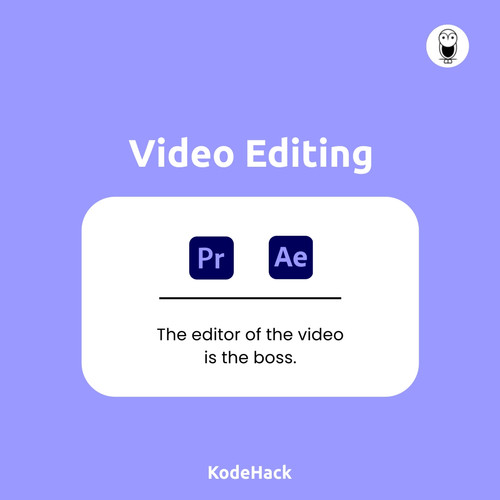 Video Editing
Pr Ae
The editor of the video
is the boss.
KodeHack